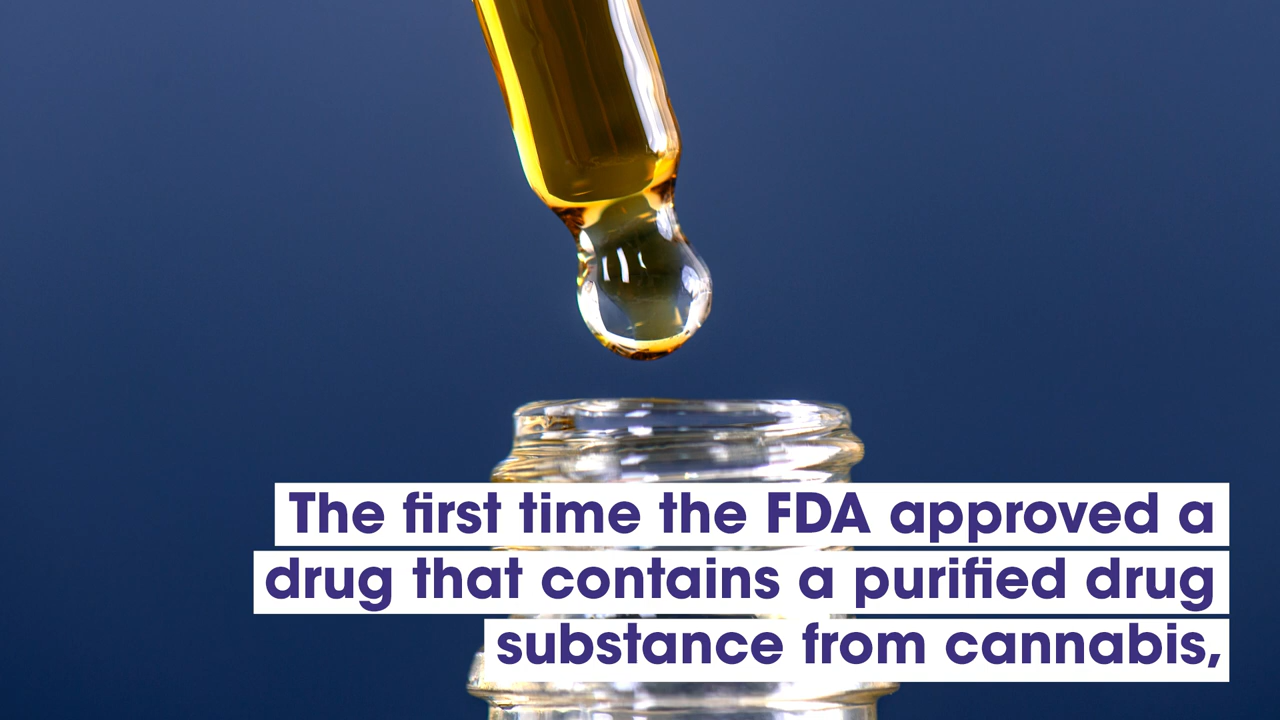 The first time the FDA approved a
drug that contains a purified drug
substance from cannabis,